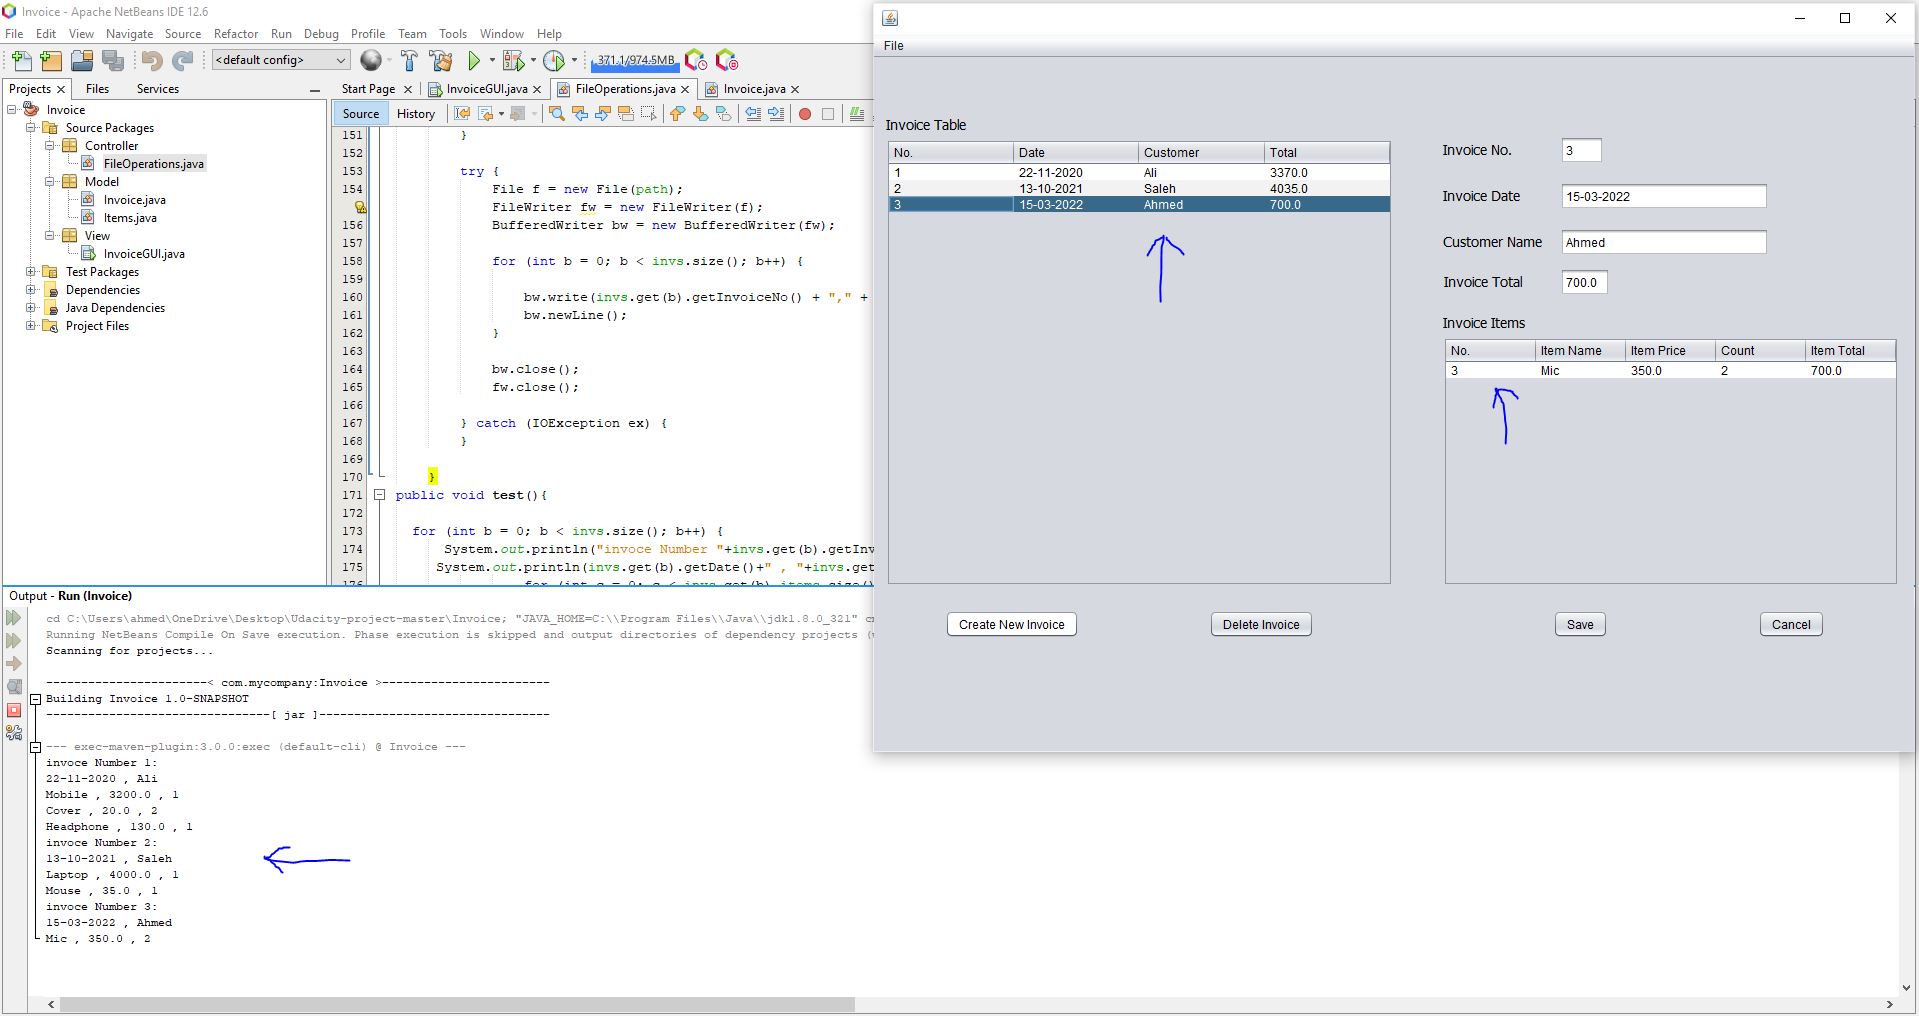 Invoice - Apache NetBeans IDE 12.6
File Edit View Navigate Source Refactor Run Debug Profile Team Tools Window Help
<default config> 371.1/974.5MB
Projects Files Services
Invoice
Source Packages
Controller
FileOperations.java
Model
Invoice.java
Items.java
View
InvoiceGUI.java
Test Packages
Dependencies
Java Dependencies
Project Files
Start Page InvoiceGUI.java FileOperations.java Invoice.java
Source History
151 }
152
153 try {
154 File f = new File(path);
FileWriter fw = new FileWriter(f);
156 BufferedWriter bw = new BufferedWriter(fw);
157
158 for (int b = 0; b < invs.size(); b++) {
159
160 bw.write(invs.get(b).getInvoiceNo() + "," +
161 bw.newLine();
162 }
163
164 bw.close();
165 fw.close();
166
167 } catch (IOException ex) {
168 }
169
170 }
171 public void test(){
172
173 for (int b = 0; b < invs.size(); b++) {
174 System.out.println("invoce Number "+invs.get(b).getInv
175 System.out.println(invs.get(b).getDate()+" , "+invs.get
176 for (int c = 0; c < invs.get(b).items.size()
Output - Run (Invoice)
cd C:\Users\ahmed\OneDrive\Desktop\Udacity-project-master\Invoice; "JAVA_HOME=C:\\Program Files\\Java\\jdk1.8.0_321" cm
Running NetBeans Compile On Save execution. Phase execution is skipped and output directories of dependency projects (w
Scanning for projects...
-----------------------< com.mycompany:Invoice >------------------------
Building Invoice 1.0-SNAPSHOT
--------------------------------[ jar ]---------------------------------
--- exec-maven-plugin:3.0.0:exec (default-cli) @ Invoice ---
invoce Number 1:
22-11-2020 , Ali
Mobile , 3200.0 , 1
Cover , 20.0 , 2
Headphone , 130.0 , 1
invoce Number 2:
13-10-2021 , Saleh
Laptop , 4000.0 , 1
Mouse , 35.0 , 1
invoce Number 3:
15-03-2022 , Ahmed
Mic , 350.0 , 2
File
Invoice Table
No. Date Customer Total
1 22-11-2020 Ali 3370.0
2 13-10-2021 Saleh 4035.0
3 15-03-2022 Ahmed 700.0
Invoice No. 3
Invoice Date 15-03-2022
Customer Name Ahmed
Invoice Total 700.0
Invoice Items
No. Item Name Item Price Count Item Total
3 Mic 350.0 2 700.0
Create New Invoice Delete Invoice Save Cancel